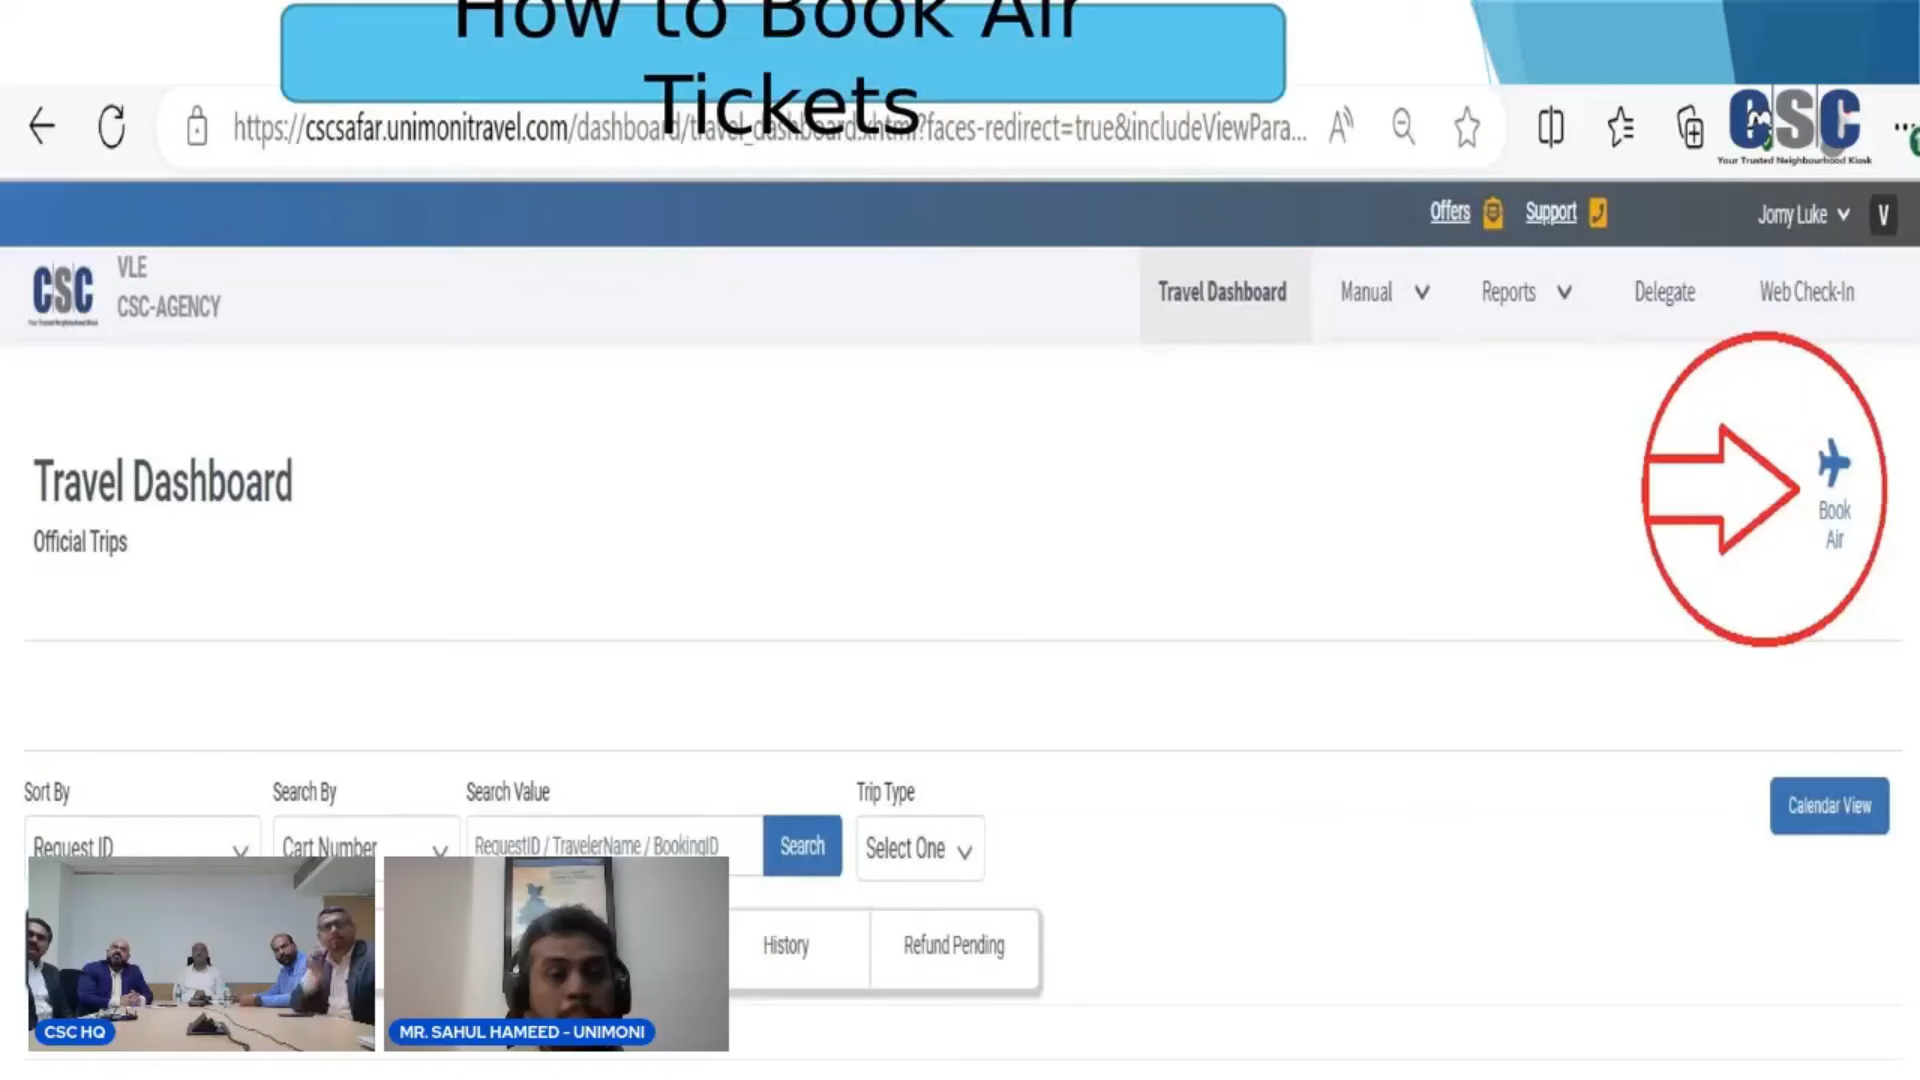 How to Book Air
Tickets
https://cscsafar.unimonitravel.com/dashboard/travel_dashboard.xhtml?faces-redirect=true&includeViewPara...
CSC
Your Trusted Neighbourhood Kiosk
Offers
Support
Jomy Luke
V
CSC
VLE
CSC-AGENCY
Travel Dashboard
Manual
Reports
Delegate
Web Check-In
Travel Dashboard
Official Trips
Book
Air
Sort By
Search By
Search Value
Trip Type
Calendar View
Request ID
Cart Number
RequestID / TravelerName / BookingID
Search
Select One
History
Refund Pending
CSC HQ
MR. SAHUL HAMEED - UNIMONI